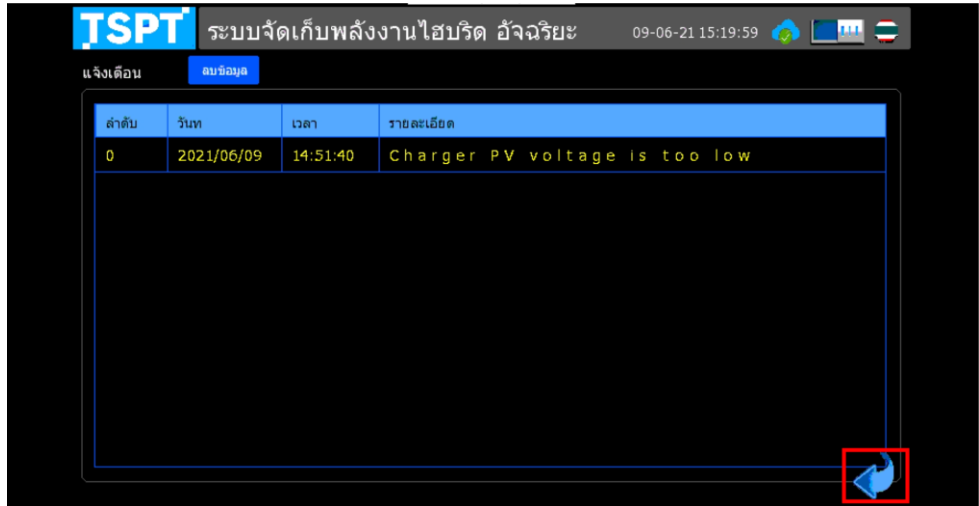 TSPT ระบบจัดเก็บพลังงานไฮบริด อัจฉริยะ 09-06-21 15:19:59
แจ้งเตือน ลบข้อมูล
ลำดับ วันที่ เวลา รายละเอียด
0 2021/06/09 14:51:40 Charger PV voltage is too low